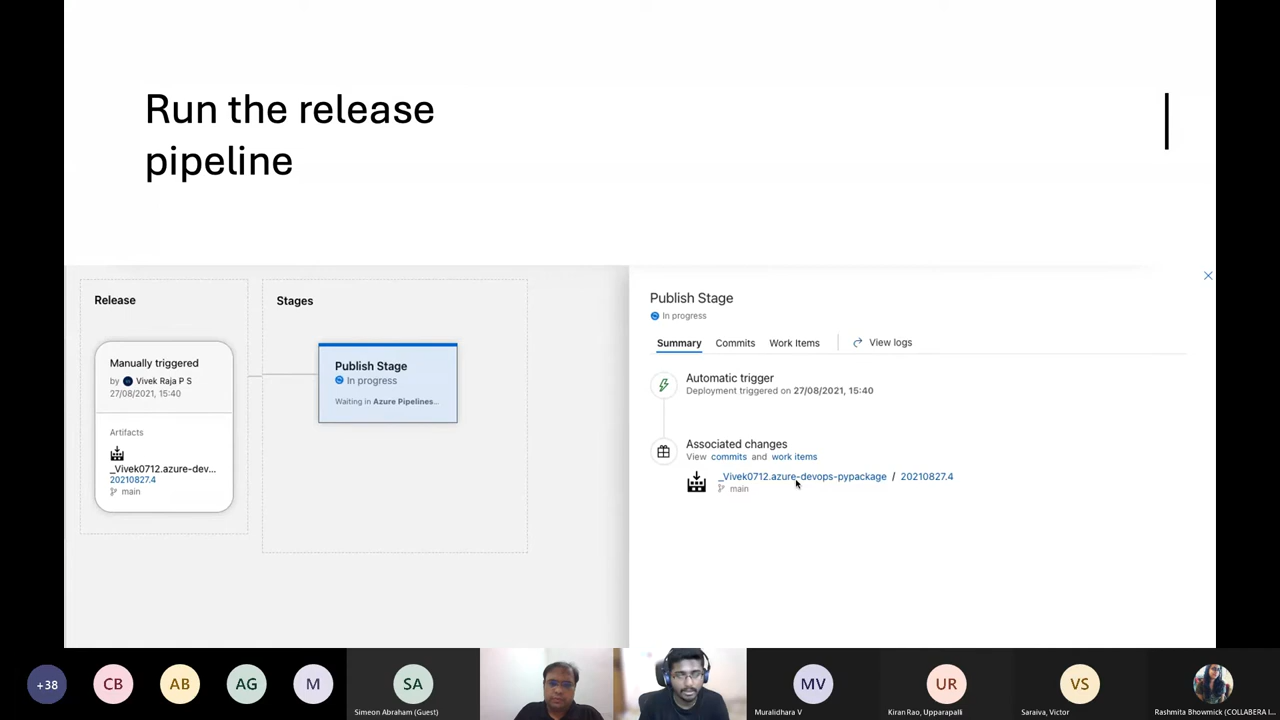 Run the release
pipeline
Release
Manually triggered
by Vivek Raja P S
27/08/2021, 15:40
Artifacts
_Vivek0712.azure-dev...
20210827.4
main
Stages
Publish Stage
In progress
Waiting in Azure Pipelines...
Publish Stage
In progress
Summary Commits Work Items View logs
Automatic trigger
Deployment triggered on 27/08/2021, 15:40
Associated changes
View commits and work items
_Vivek0712.azure-devops-pypackage / 20210827.4
main
+38 CB AB AG M SA MV UR VS
Simeon Abraham (Guest) Muralidhara V Kiran Rao, Upparapalli Saraiva, Victor Rashmita Bhowmick (COLLABERA I...